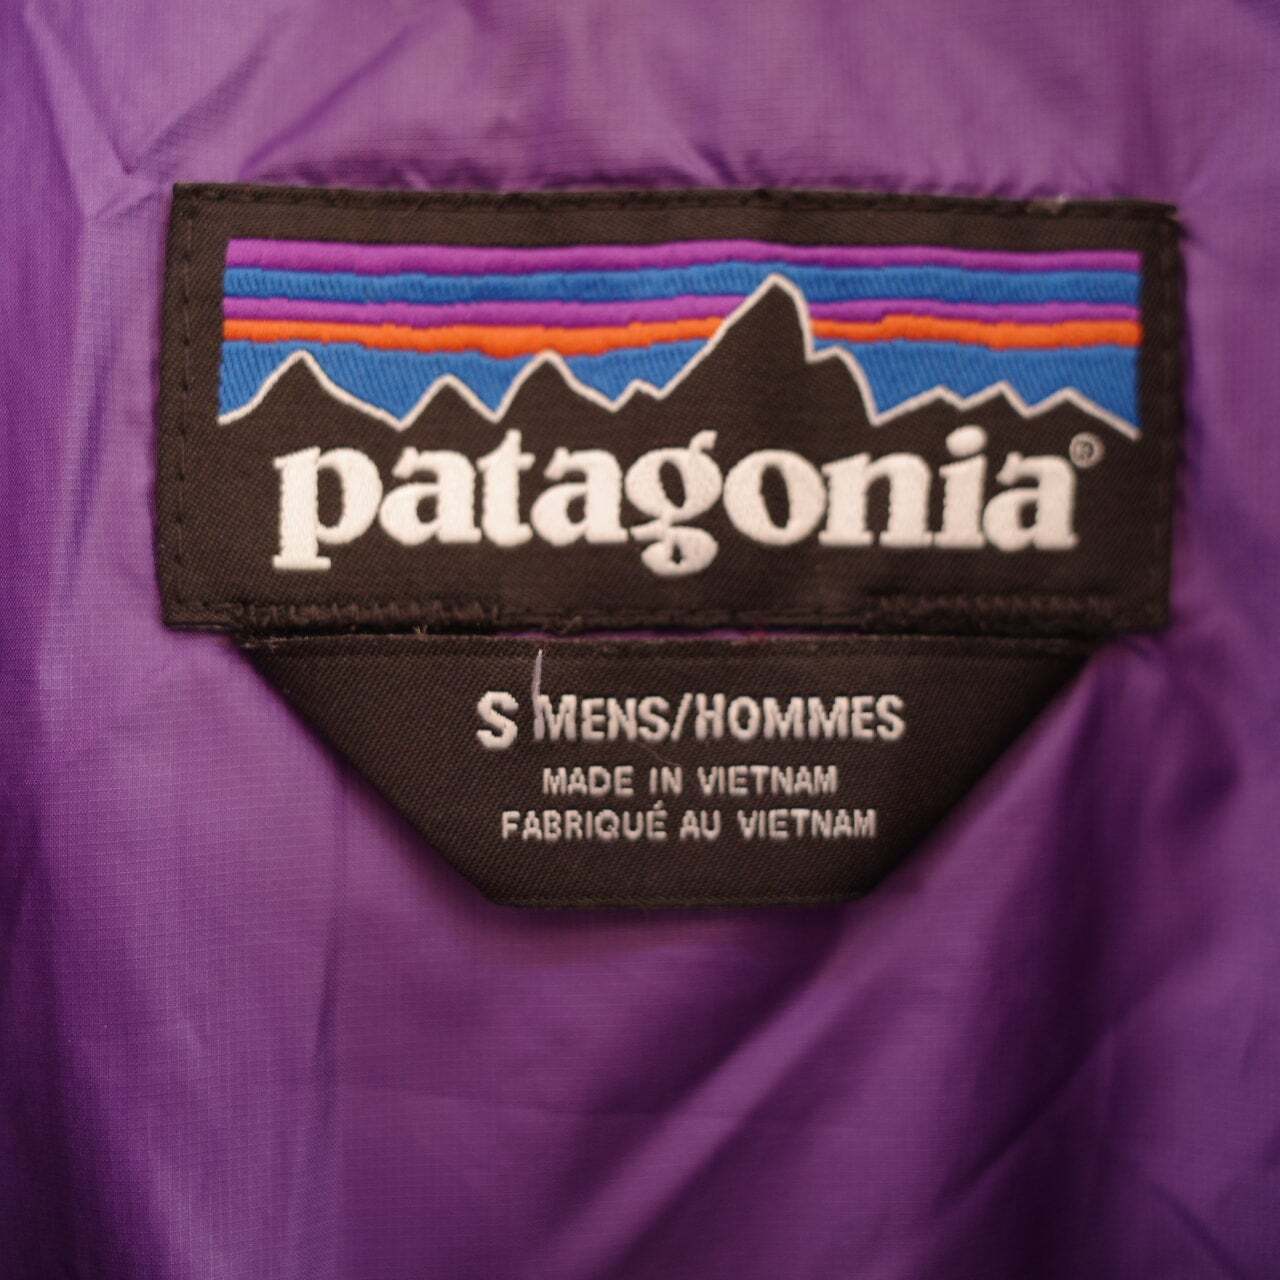 patagonia®
S MENS/HOMMES
MADE IN VIETNAM
FABRIQUÉ AU VIETNAM